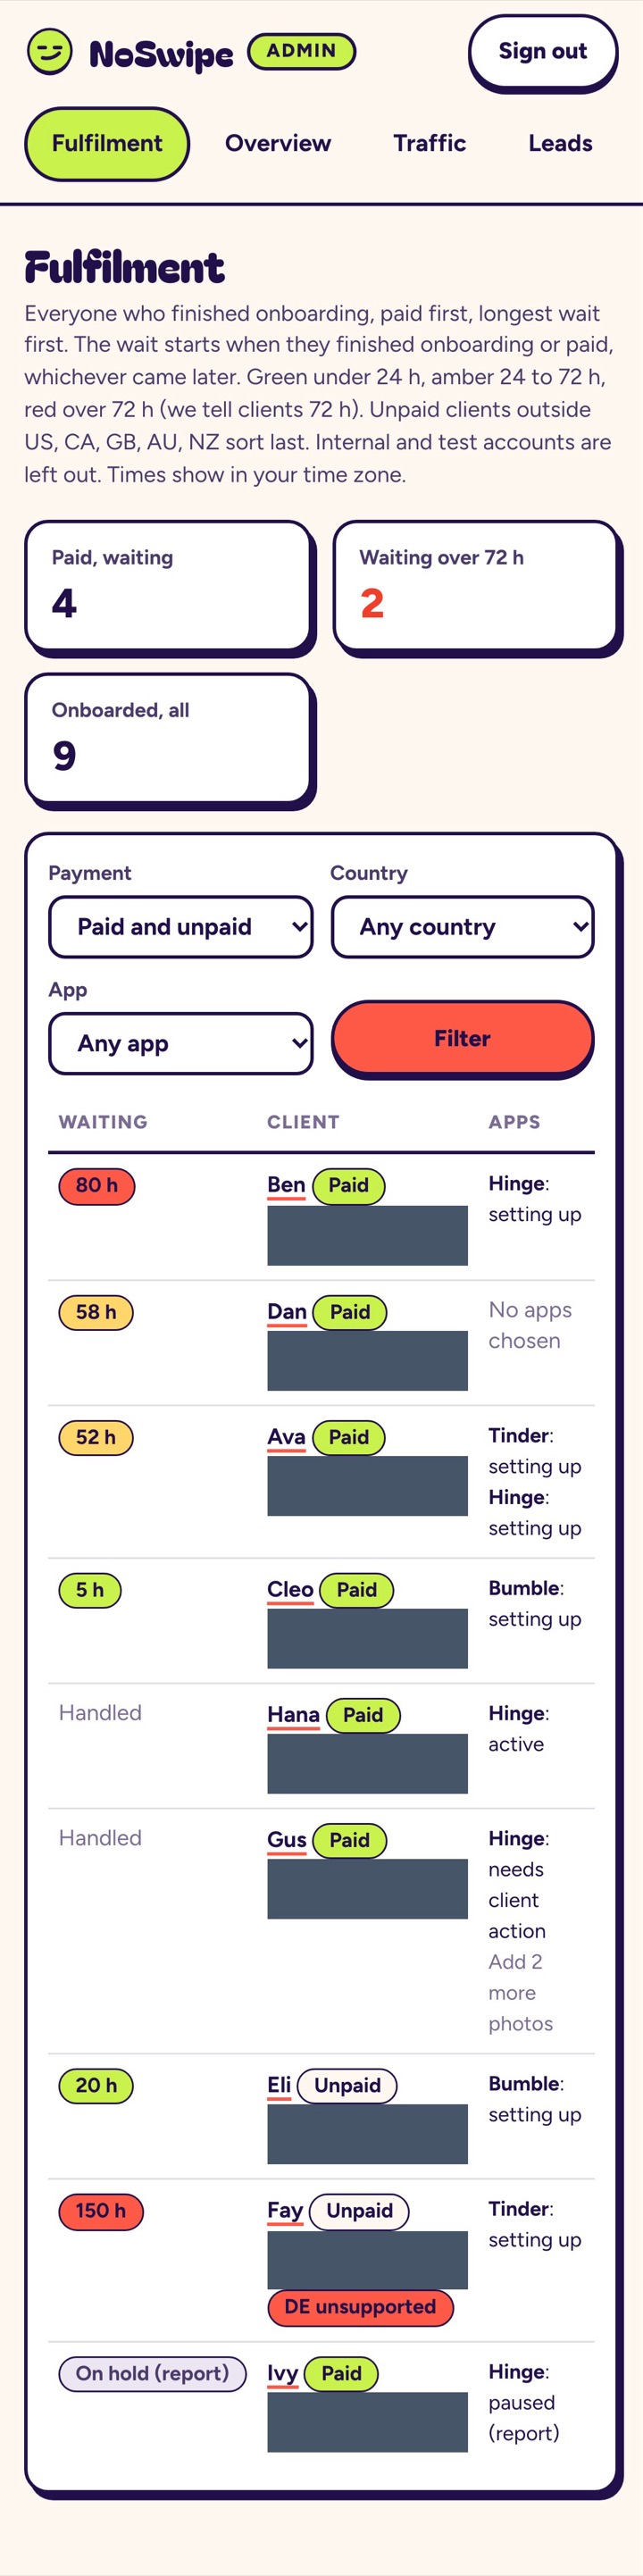 NoSwipe ADMIN Sign out
Fulfilment Overview Traffic Leads
Fulfilment
Everyone who finished onboarding, paid first, longest wait
first. The wait starts when they finished onboarding or paid,
whichever came later. Green under 24 h, amber 24 to 72 h,
red over 72 h (we tell clients 72 h). Unpaid clients outside
US, CA, GB, AU, NZ sort last. Internal and test accounts are
left out. Times show in your time zone.
Paid, waiting
4
Waiting over 72 h
2
Onboarded, all
9
Payment
Paid and unpaid
Country
Any country
App
Any app
Filter
WAITING CLIENT APPS
80 h
Ben Paid
Hinge:
setting up
58 h
Dan Paid
No apps
chosen
52 h
Ava Paid
Tinder:
setting up
Hinge:
setting up
5 h
Cleo Paid
Bumble:
setting up
Handled
Hana Paid
Hinge:
active
Handled
Gus Paid
Hinge:
needs
client
action
Add 2
more
photos
20 h
Eli Unpaid
Bumble:
setting up
150 h
Fay Unpaid
DE unsupported
Tinder:
setting up
On hold (report)
Ivy Paid
Hinge:
paused
(report)